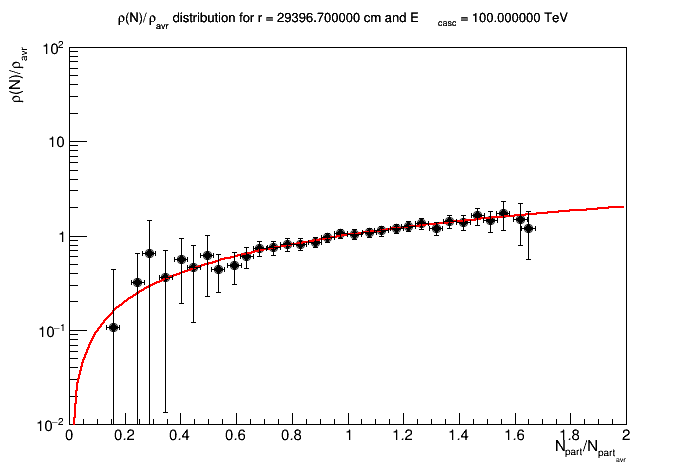 ρ(N)/ρavr distribution for r = 29396.700000 cm and E casc = 100.000000 TeV
ρ(N)/ρavr
10²
10
1
10⁻¹
10⁻²
0 0.2 0.4 0.6 0.8 1 1.2 1.4 1.6 1.8 2
Npart/Npartavr